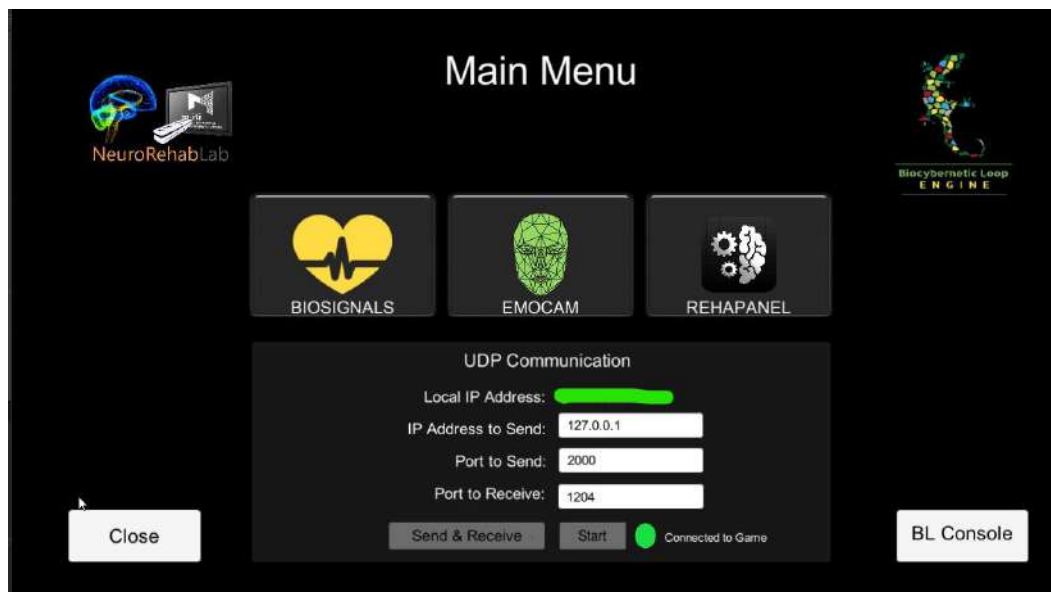 Main Menu
NeuroRehabLab
Biocybernetic Loop
ENGINE
BIOSIGNALS
EMOCAM
REHAPANEL
UDP Communication
Local IP Address:
IP Address to Send: 127.0.0.1
Port to Send: 2000
Port to Receive: 1204
Send & Receive Start Connected to Game
Close
BL Console